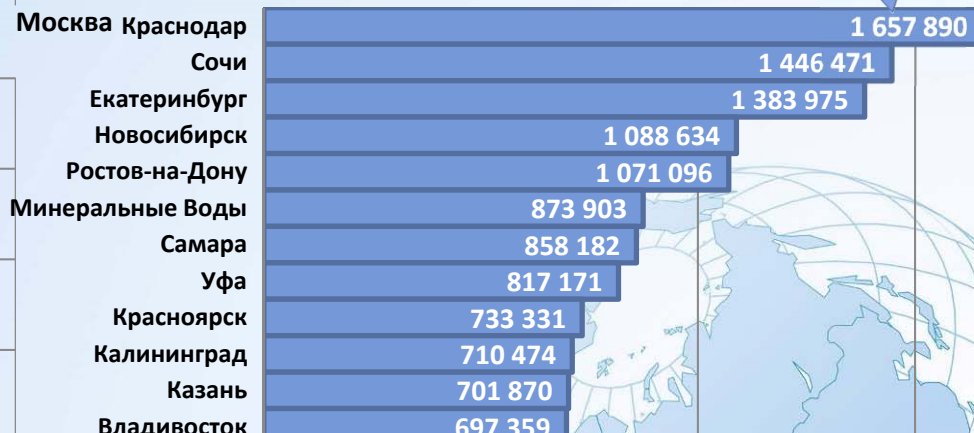 Москва Краснодар 1 657 890
Сочи 1 446 471
Екатеринбург 1 383 975
Новосибирск 1 088 634
Ростов-на-Дону 1 071 096
Минеральные Воды 873 903
Самара 858 182
Уфа 817 171
Красноярск 733 331
Калининград 710 474
Казань 701 870
Владивосток 697 359